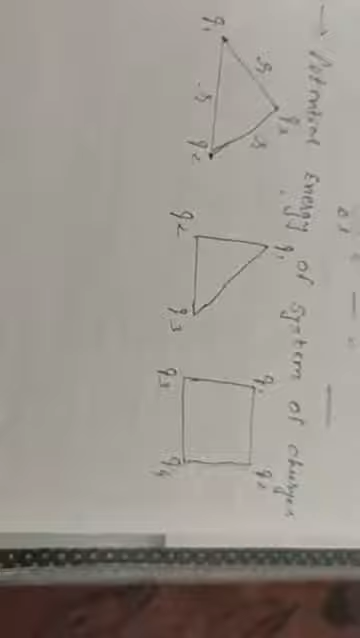 → Potential Energy of system of charges
q₃ q₁ q₁ q₂
r r
q₁ r q₂ q₂ q₃ q₃ q₄